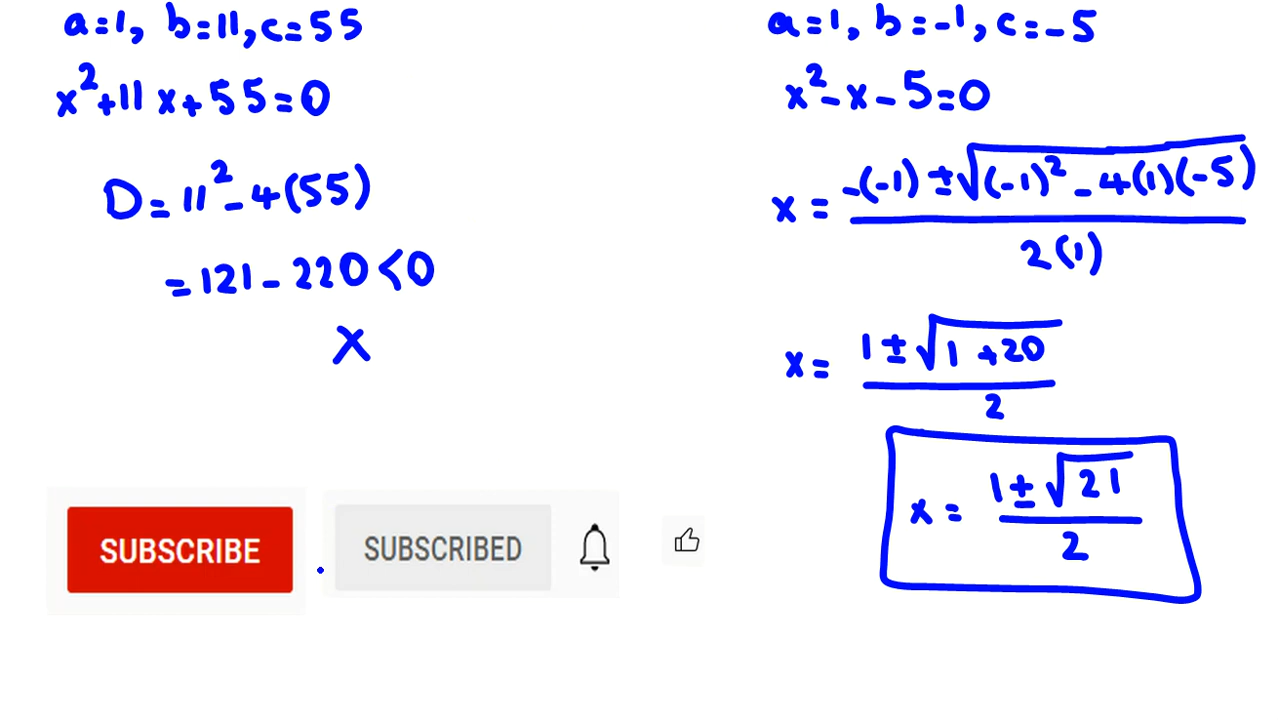 a=1, b=11, c=55
x²+11x+55=0
D=11²-4(55)
=121-220<0
X
a=1, b=-1, c=-5
x²-x-5=0
x= (-(-1)±√((-1)²-4(1)(-5)))/(2(1))
x= (1±√(1+20))/2
x= (1±√21)/2
SUBSCRIBE
SUBSCRIBED